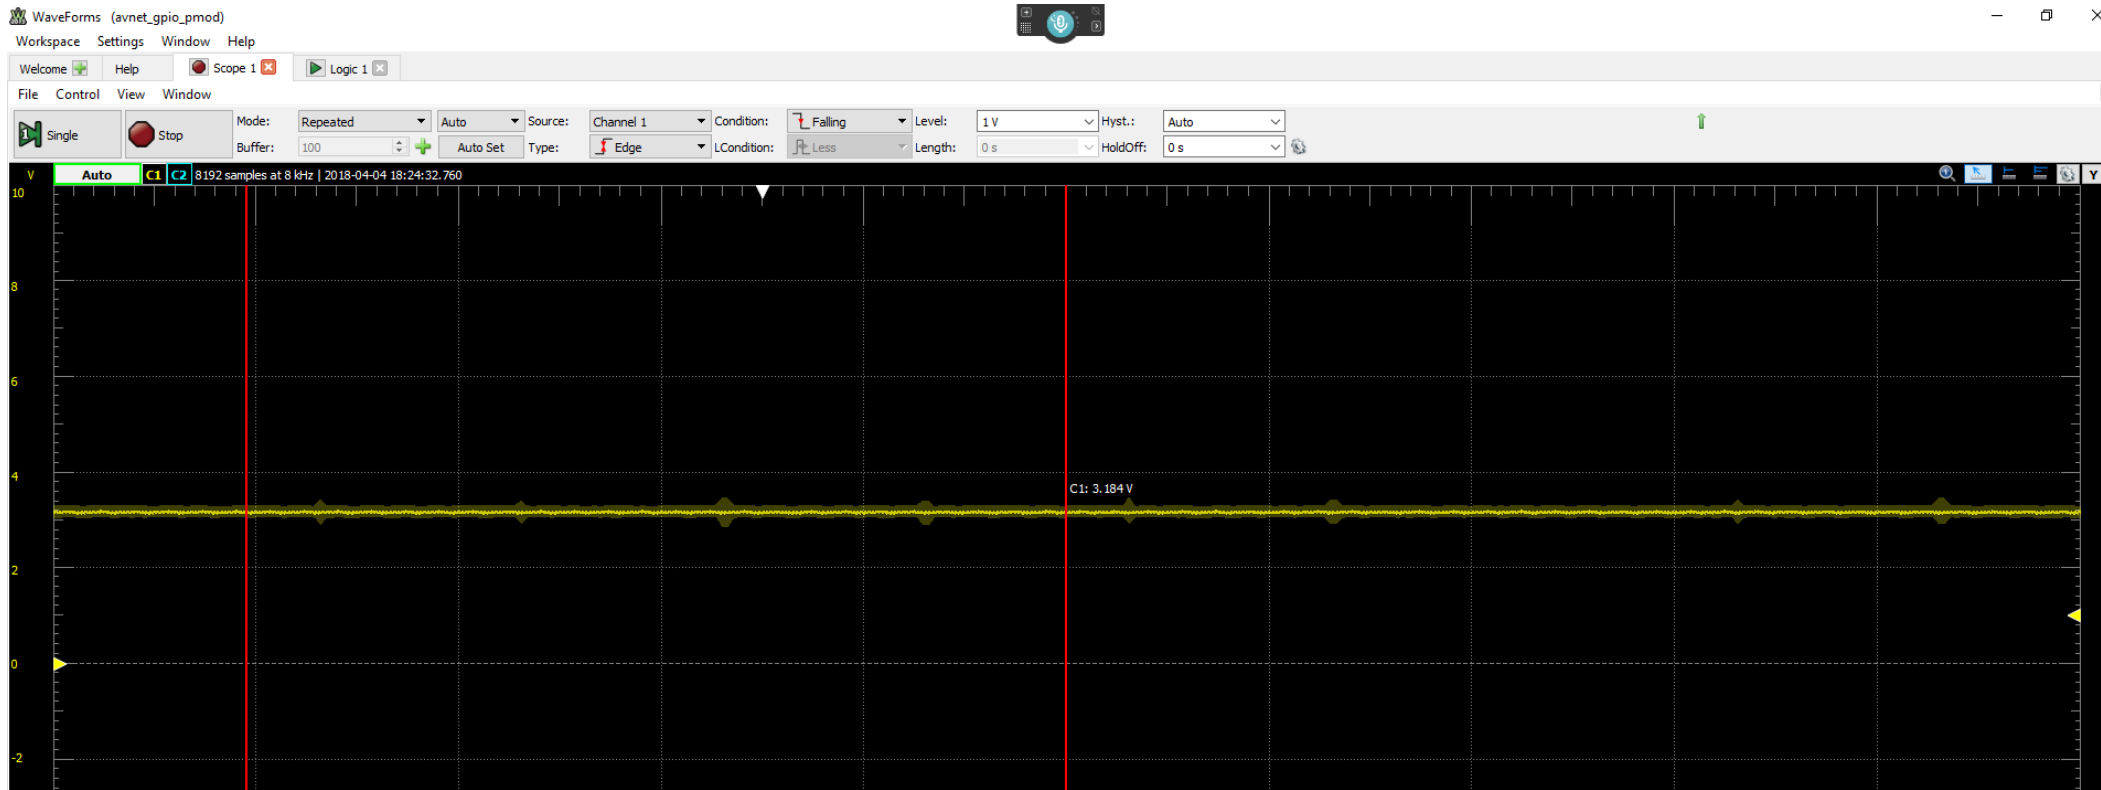 WaveForms (avnet_gpio_pmod)
Workspace Settings Window Help
Welcome Help Scope 1 Logic 1
File Control View Window
1 Single Stop Mode: Repeated Auto Source: Channel 1 Condition: Falling Level: 1 V Hyst.: Auto
Buffer: 100 Auto Set Type: Edge LCondition: Less Length: 0 s HoldOff: 0 s
V Auto C1 C2 8192 samples at 8 kHz | 2018-04-04 18:24:32.760 Y
10
8
6
4
C1: 3.184 V
2
0
-2